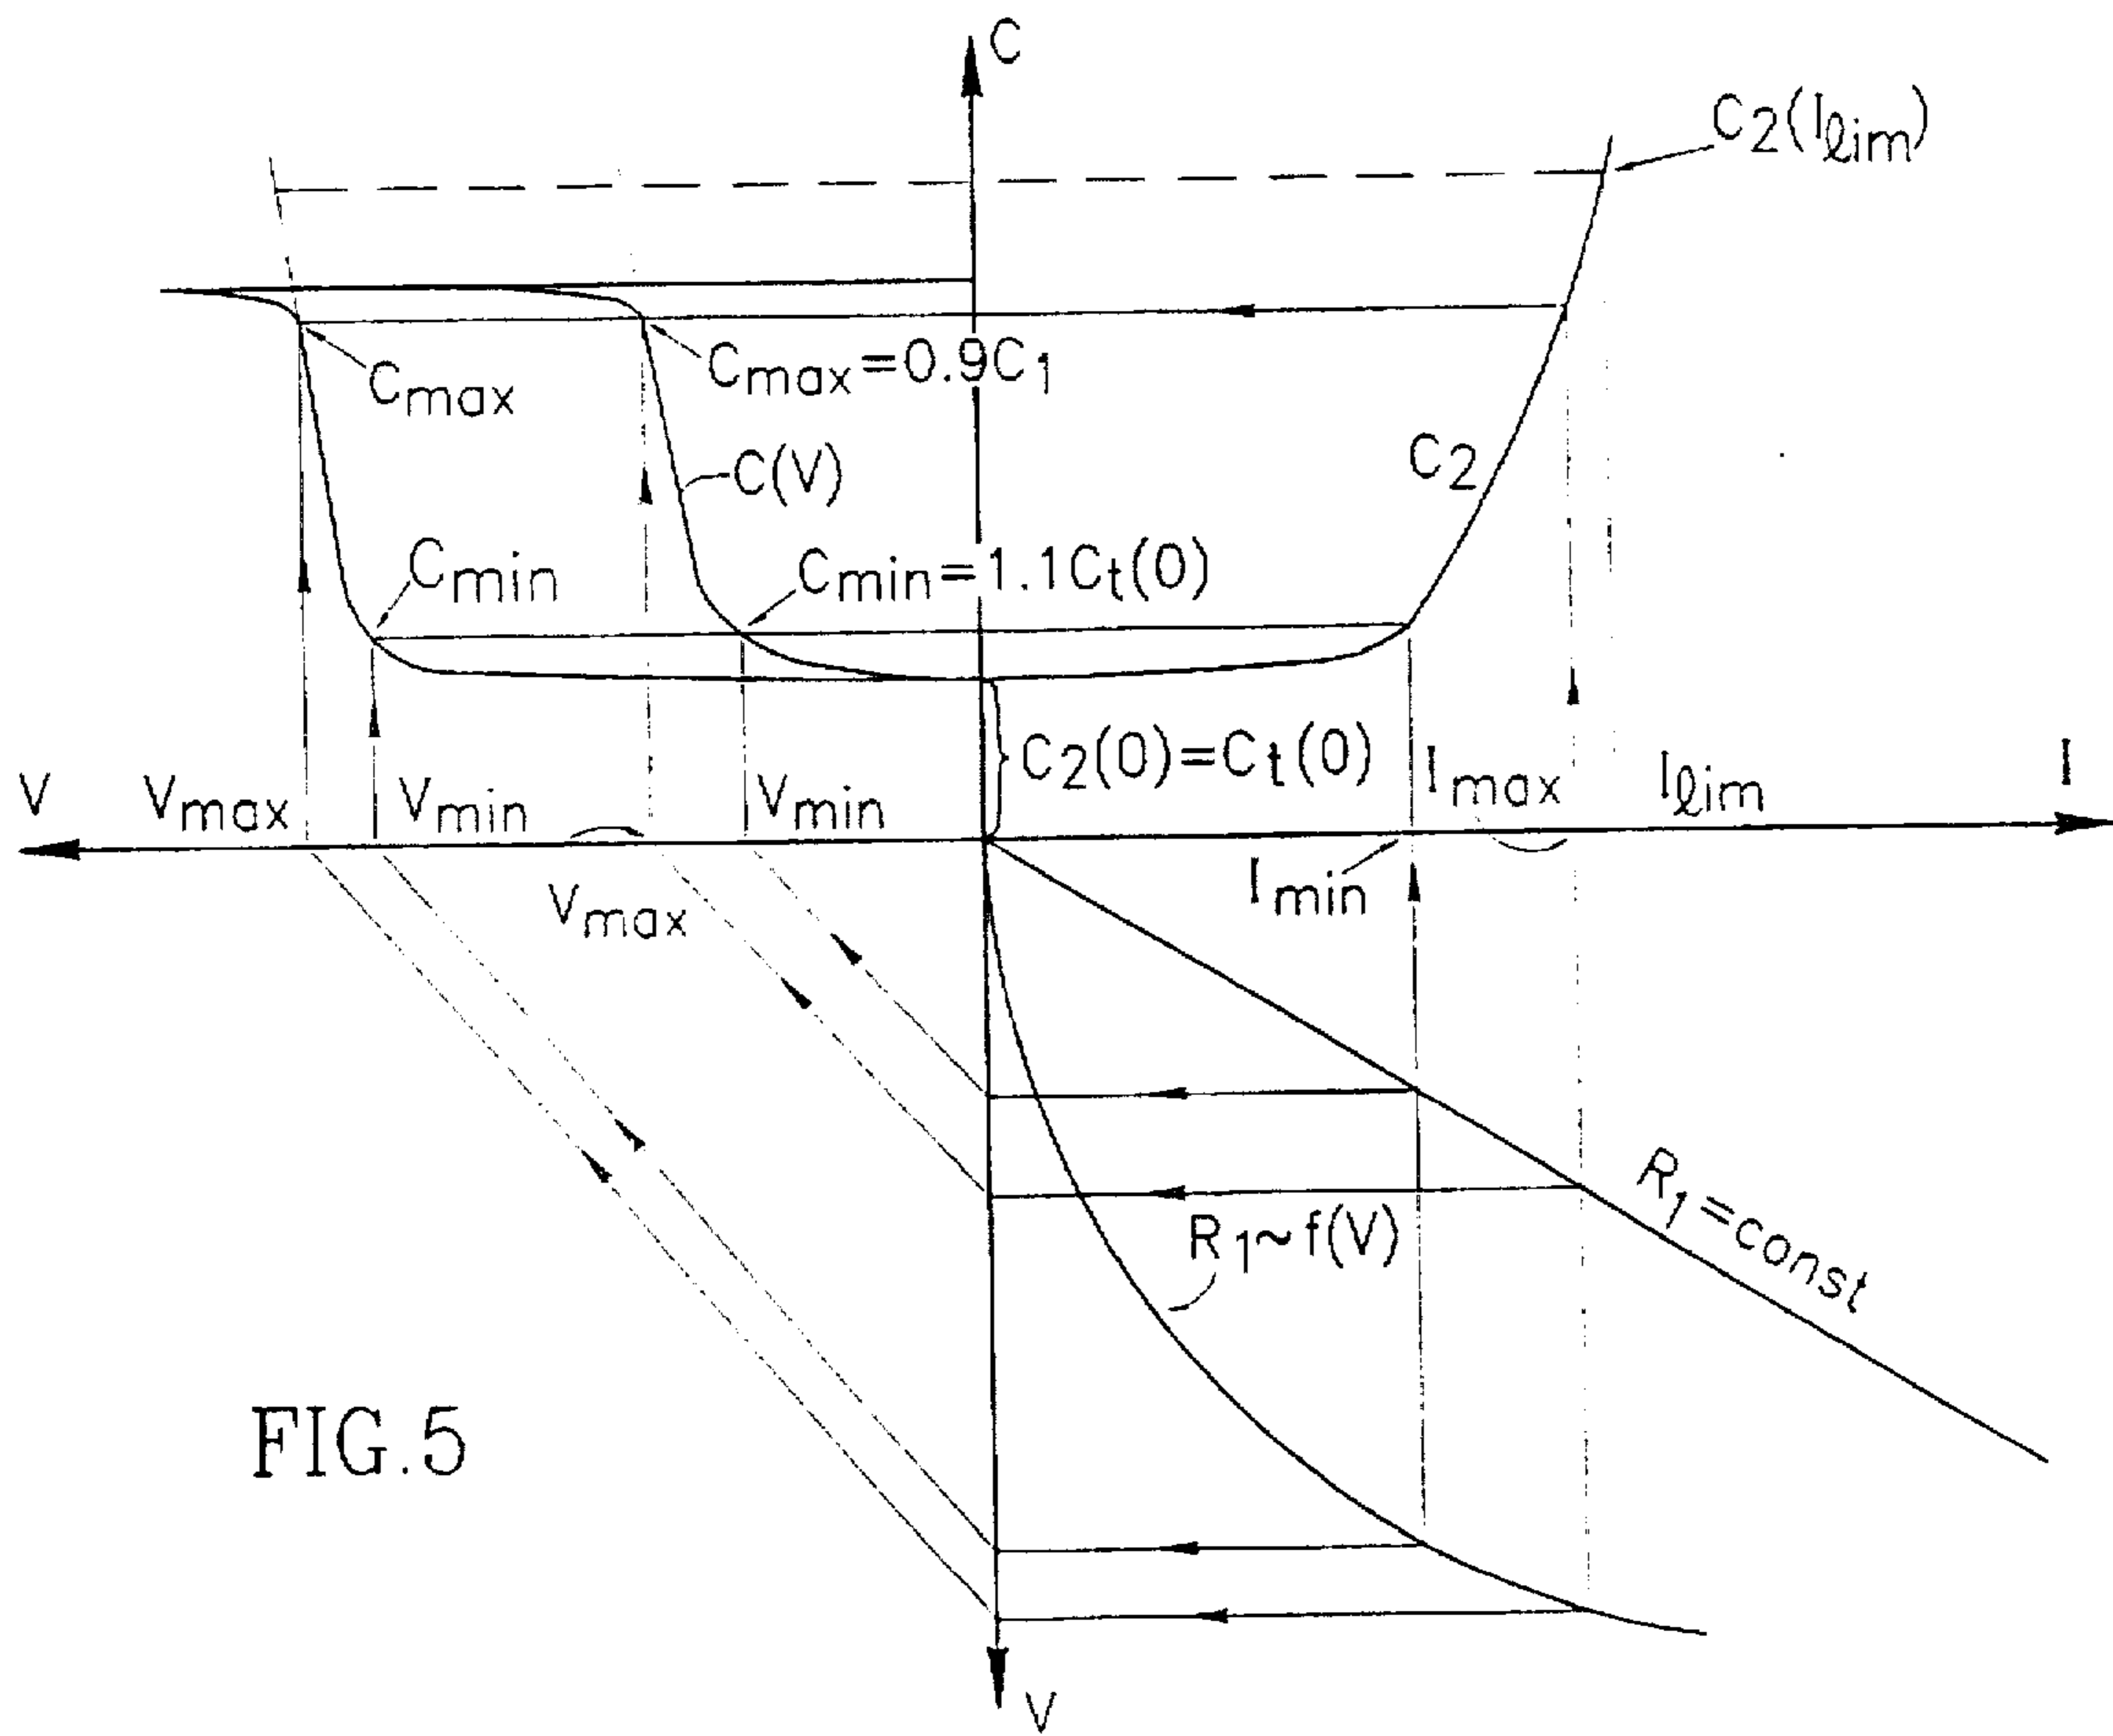 C
C2(Iℓim)
Cmax=0.9C1
Cmax
C2
C(V)
Cmin
Cmin=1.1Ct(0)
C2(0)=Ct(0)
V
Vmax
Vmin
Vmin
Imax
Iℓim
I
Vmax
Imin
R1=const
R1~f(V)
FIG.5
V